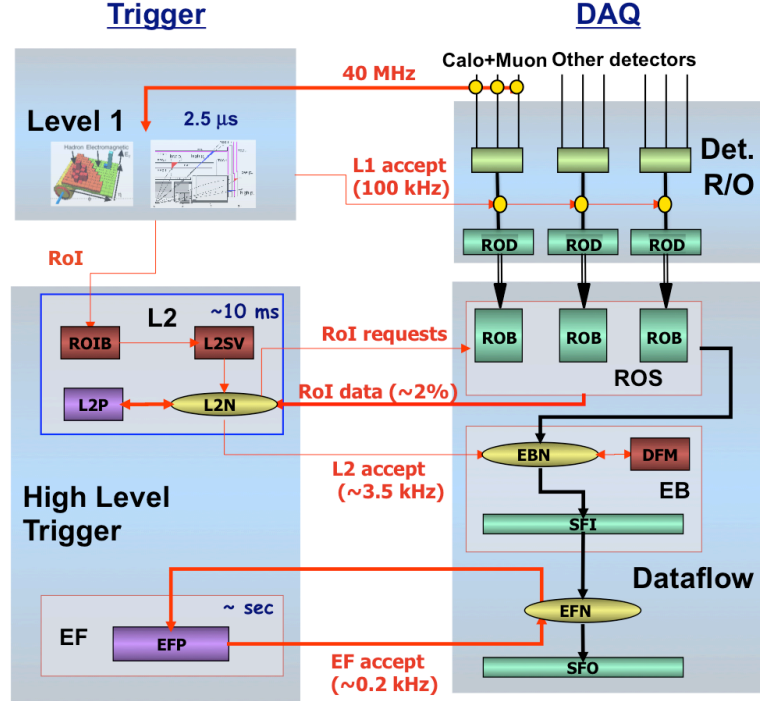 Trigger
DAQ
Calo+Muon Other detectors
40 MHz
Level 1
2.5 μs
Hadron Electromagnetic
L1 accept
(100 kHz)
Det.
R/O
ROD
ROD
ROD
RoI
L2
~10 ms
ROIB
L2SV
RoI requests
ROB
ROB
ROB
ROS
L2P
L2N
RoI data (~2%)
L2 accept
(~3.5 kHz)
EBN
DFM
EB
High Level
Trigger
SFI
Dataflow
~ sec
EF
EFP
EFN
EF accept
(~0.2 kHz)
SFO